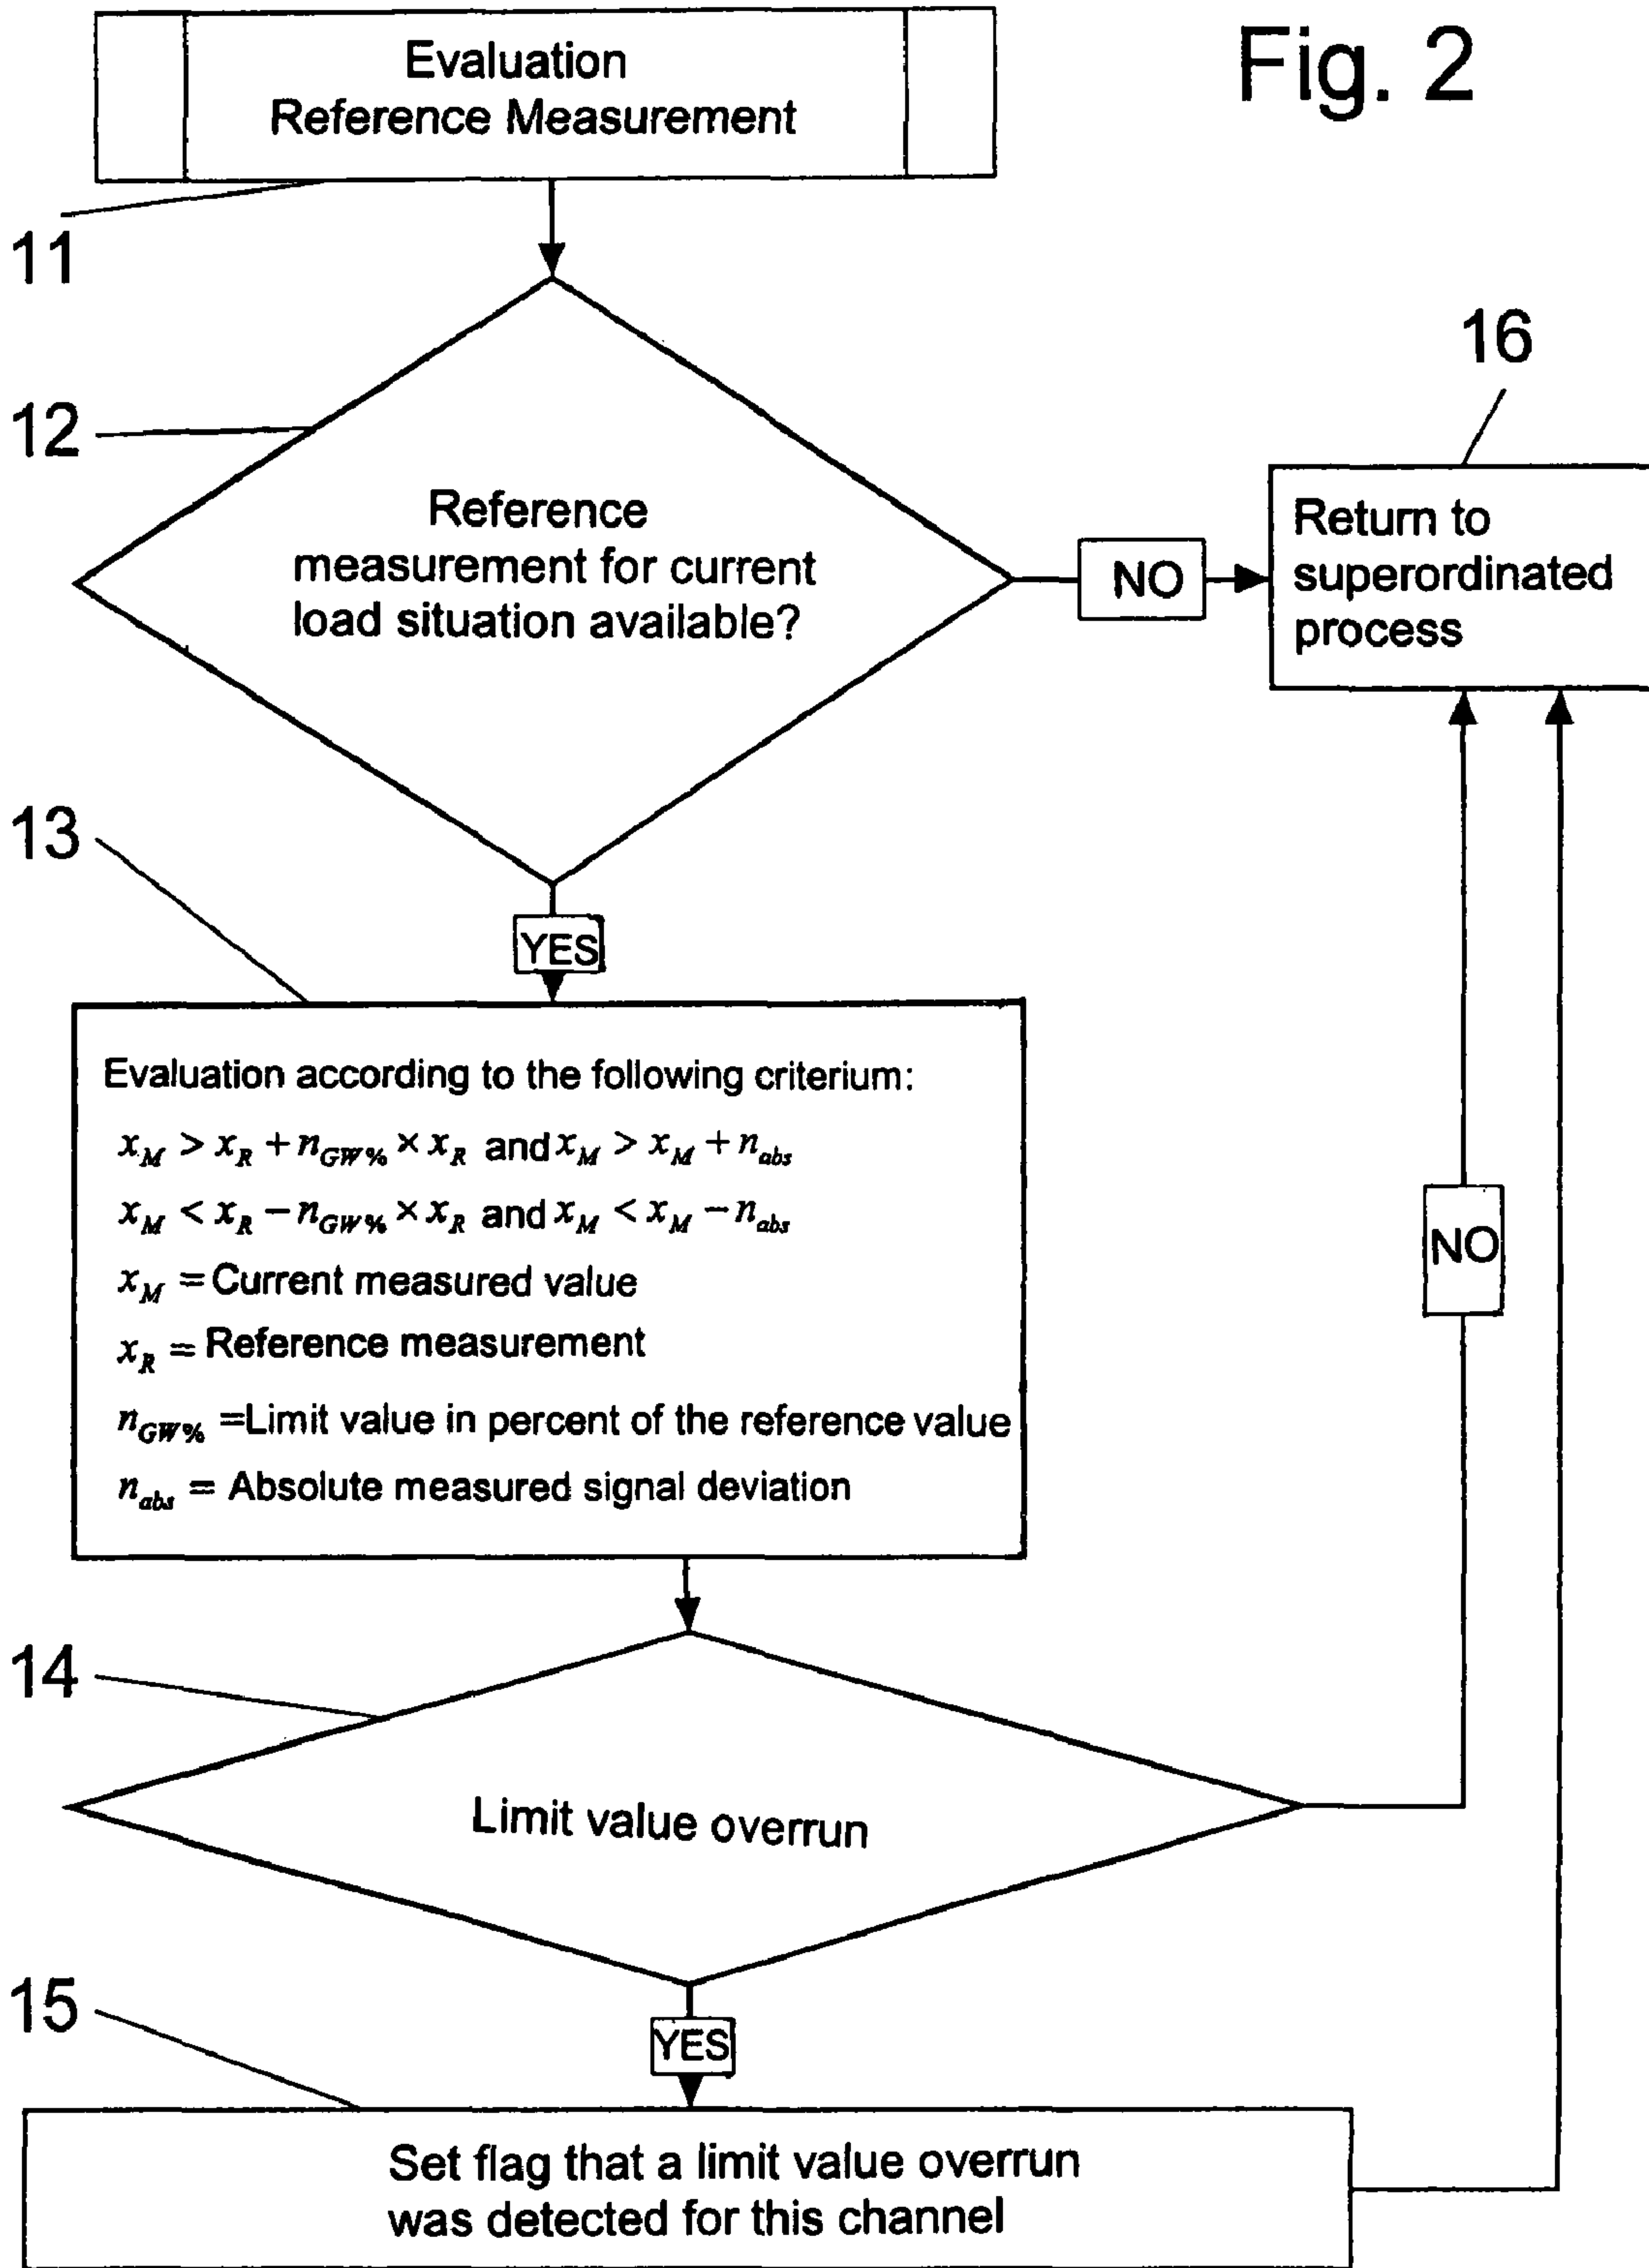 Fig. 2
Evaluation
Reference Measurement
11
12
Reference
measurement for current
load situation available?
NO
16
Return to
superordinated
process
YES
13
Evaluation according to the following criterium:
x_M > x_R + n_GW% × x_R and x_M > x_M + n_abs
x_M < x_R − n_GW% × x_R and x_M < x_M − n_abs
x_M = Current measured value
x_R = Reference measurement
n_GW% = Limit value in percent of the reference value
n_abs = Absolute measured signal deviation
NO
14
Limit value overrun
YES
15
Set flag that a limit value overrun
was detected for this channel